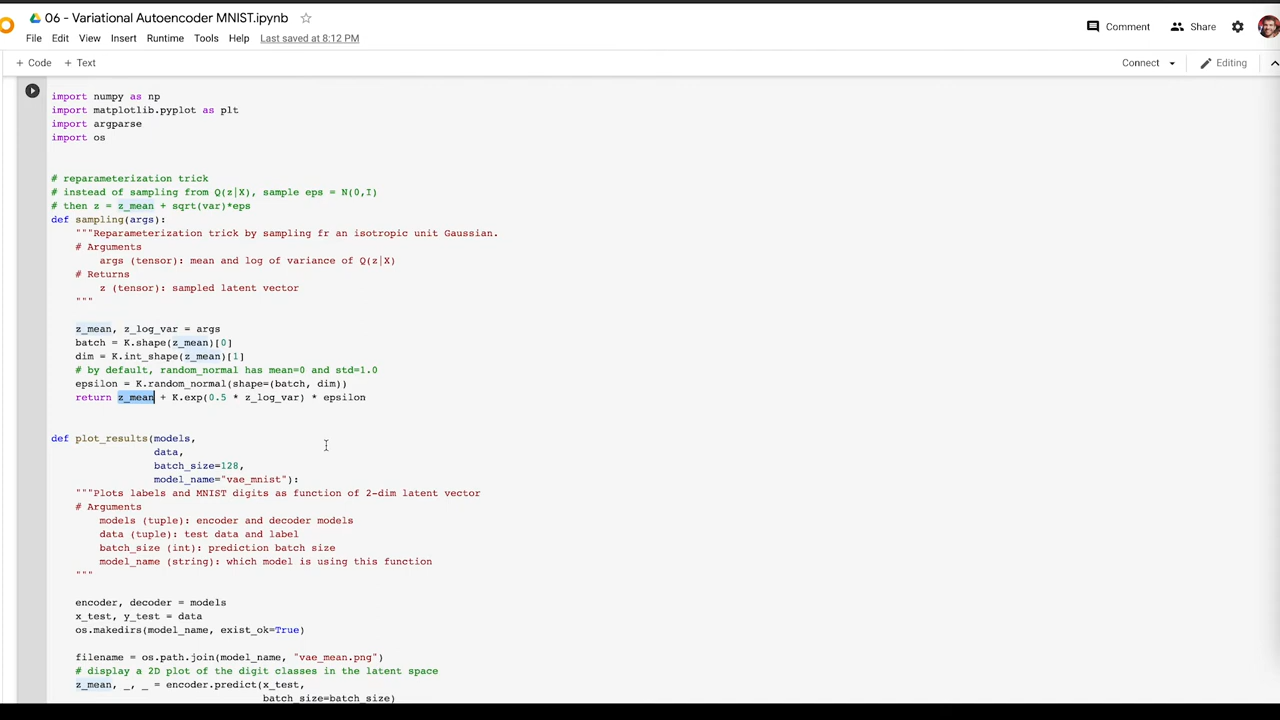 06 - Variational Autoencoder MNIST.ipynb
Comment
Share
File Edit View Insert Runtime Tools Help Last saved at 8:12 PM
+ Code + Text
Connect
Editing
import numpy as np
import matplotlib.pyplot as plt
import argparse
import os
# reparameterization trick
# instead of sampling from Q(z|X), sample eps = N(0,I)
# then z = z_mean + sqrt(var)*eps
def sampling(args):
"""Reparameterization trick by sampling fr an isotropic unit Gaussian.
# Arguments
args (tensor): mean and log of variance of Q(z|X)
# Returns
z (tensor): sampled latent vector
"""
z_mean, z_log_var = args
batch = K.shape(z_mean)[0]
dim = K.int_shape(z_mean)[1]
# by default, random_normal has mean=0 and std=1.0
epsilon = K.random_normal(shape=(batch, dim))
return z_mean + K.exp(0.5 * z_log_var) * epsilon
def plot_results(models,
data,
batch_size=128,
model_name="vae_mnist"):
"""Plots labels and MNIST digits as function of 2-dim latent vector
# Arguments
models (tuple): encoder and decoder models
data (tuple): test data and label
batch_size (int): prediction batch size
model_name (string): which model is using this function
"""
encoder, decoder = models
x_test, y_test = data
os.makedirs(model_name, exist_ok=True)
filename = os.path.join(model_name, "vae_mean.png")
# display a 2D plot of the digit classes in the latent space
z_mean, _, _ = encoder.predict(x_test,
batch_size=batch_size)